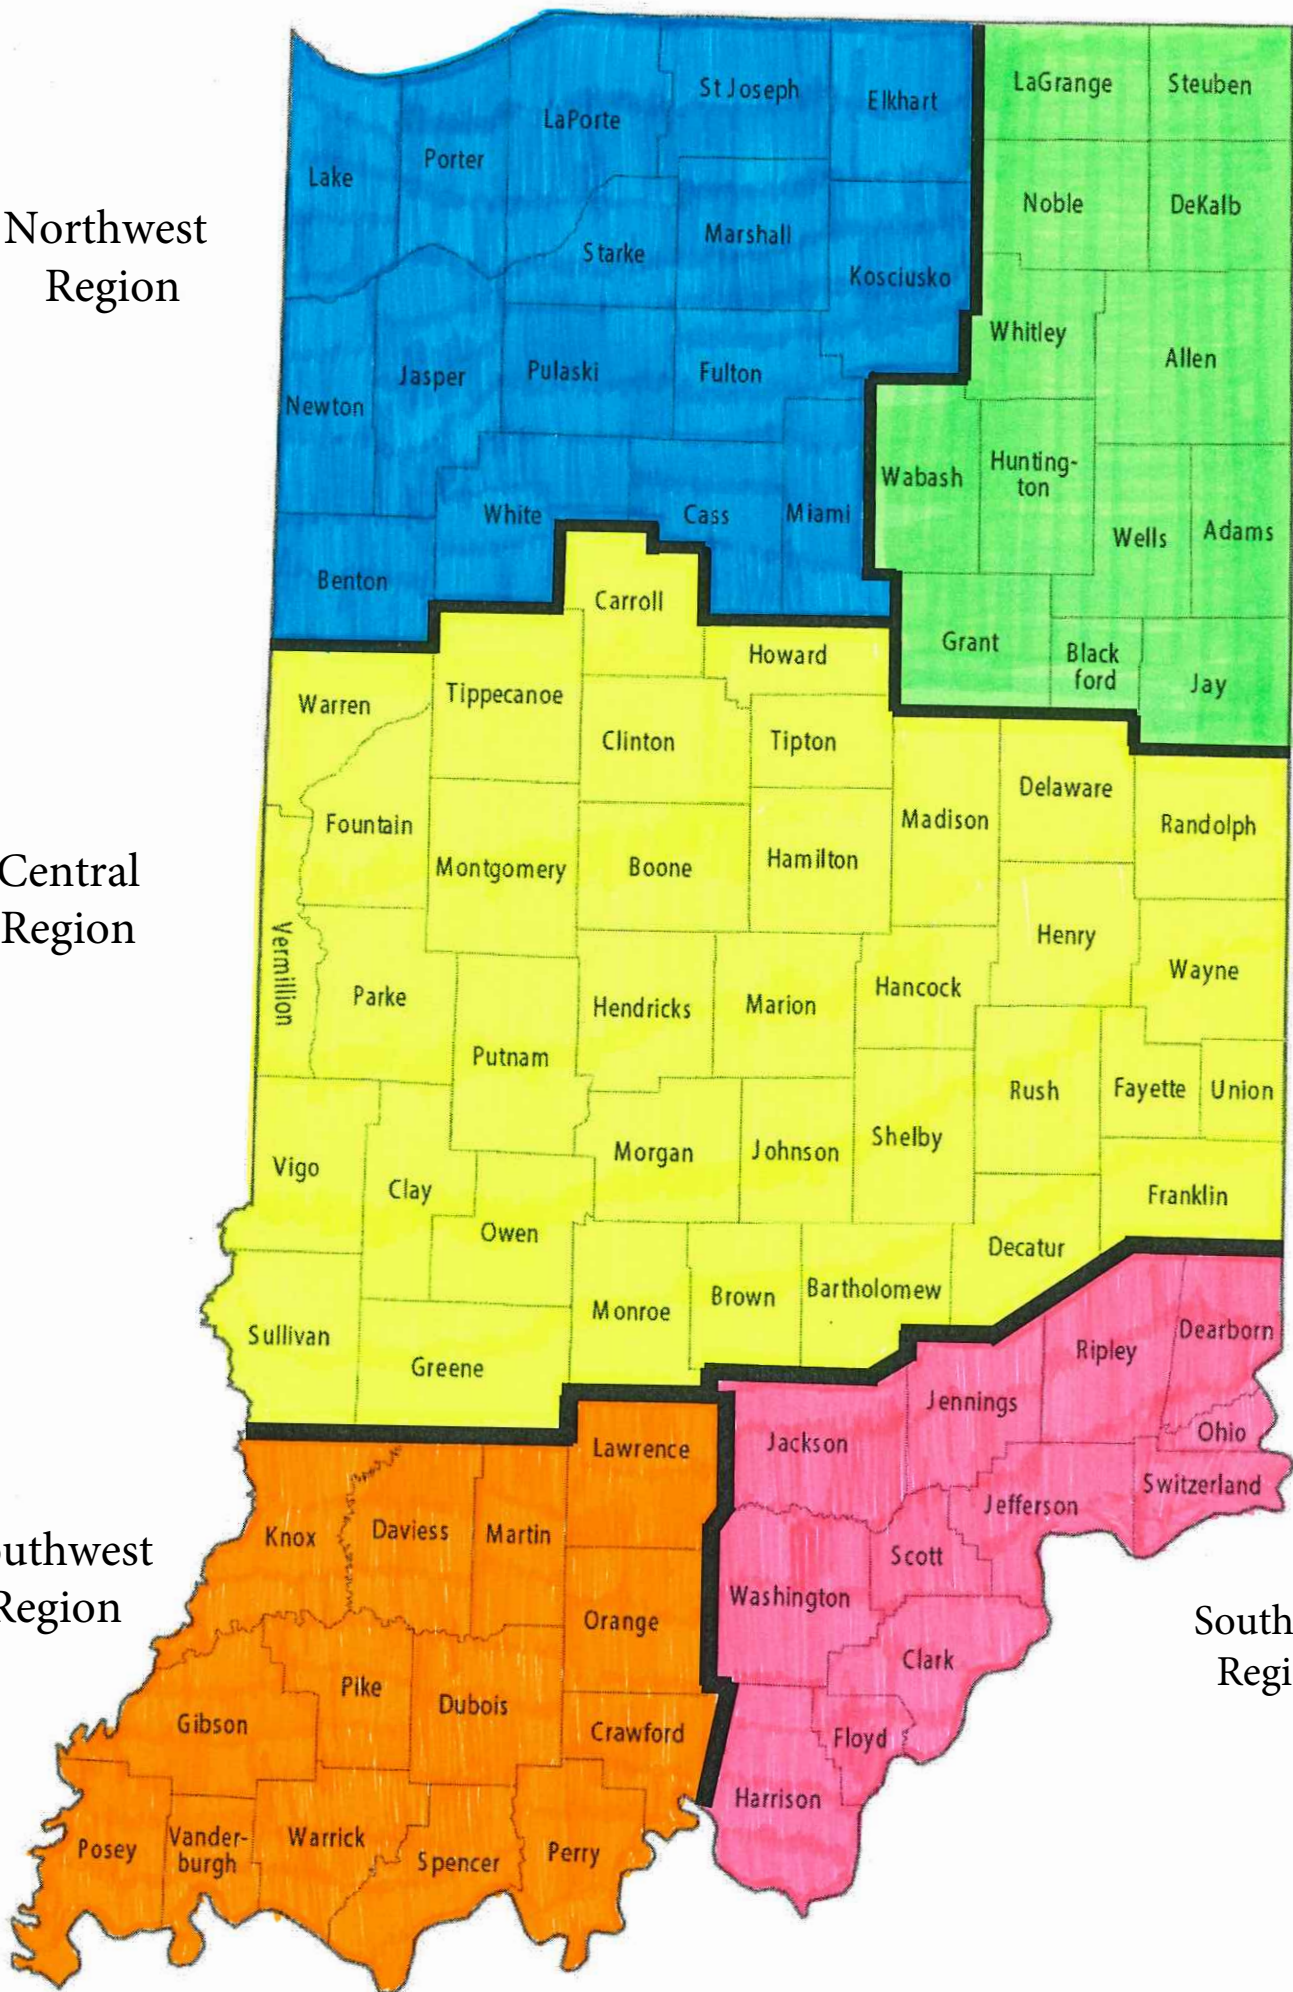 St Joseph
Elkhart
LaGrange
Steuben
LaPorte
Porter
Lake
Noble
DeKalb
Northwest
Region
Starke
Marshall
Kosciusko
Whitley
Allen
Newton
Jasper
Pulaski
Fulton
Wabash
Hunting-
ton
White
Cass
Miami
Wells
Adams
Benton
Carroll
Grant
Black
ford
Jay
Howard
Warren
Tippecanoe
Clinton
Tipton
Delaware
Madison
Randolph
Fountain
Montgomery
Boone
Hamilton
Central
Region
Vermillion
Henry
Wayne
Parke
Hendricks
Marion
Hancock
Putnam
Rush
Fayette
Union
Vigo
Clay
Morgan
Johnson
Shelby
Franklin
Owen
Decatur
Sullivan
Greene
Monroe
Brown
Bartholomew
Ripley
Dearborn
Jennings
Ohio
Lawrence
Jackson
Switzerland
Jefferson
uthwest
Region
Knox
Daviess
Martin
Scott
Washington
Orange
South
Regi
Clark
Pike
Dubois
Gibson
Crawford
Floyd
Harrison
Posey
Vander-
burgh
Warrick
Spencer
Perry